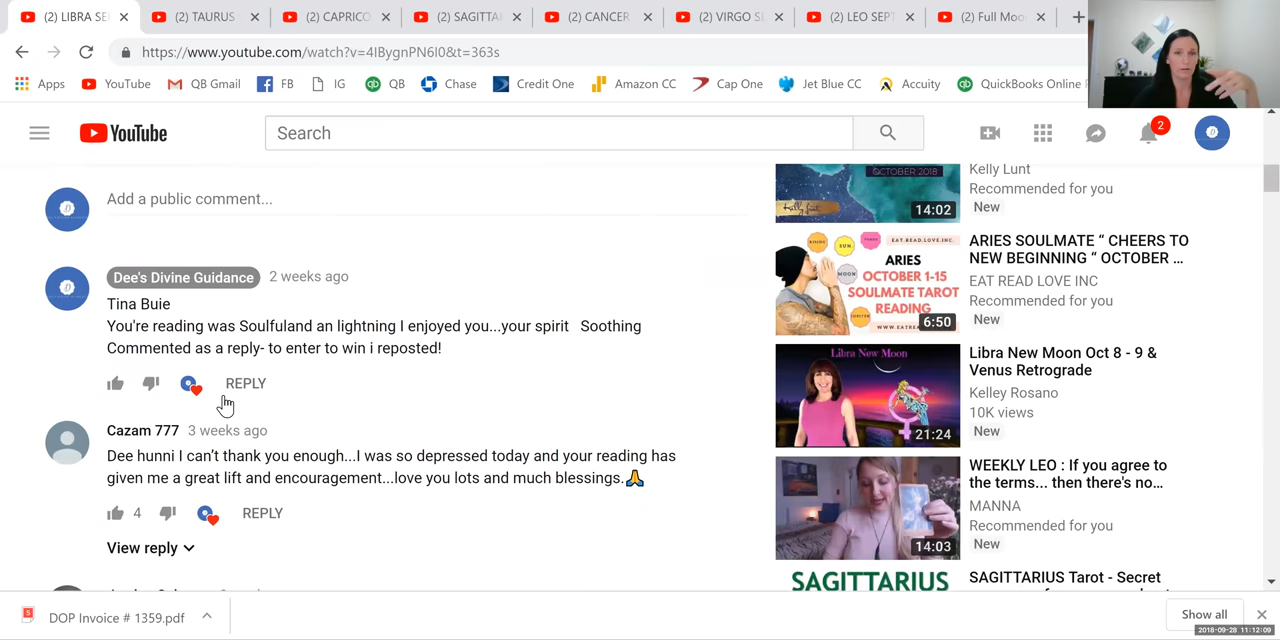 (2) LIBRA SE
(2) TAURUS
(2) CAPRICO
(2) SAGITTAI
(2) CANCER
(2) VIRGO S
(2) LEO SEPT
(2) Full Moo
https://www.youtube.com/watch?v=4lBygnPN6I0&t=363s
Apps
YouTube
QB Gmail
FB
IG
QB
Chase
Credit One
Amazon CC
Cap One
Jet Blue CC
Accuity
QuickBooks Online
YouTube
Search
2
Add a public comment...
Dee's Divine Guidance 2 weeks ago
Tina Buie
You're reading was Soulfuland an lightning I enjoyed you...your spirit Soothing
Commented as a reply- to enter to win i reposted!
REPLY
Cazam 777 3 weeks ago
Dee hunni I can't thank you enough...I was so depressed today and your reading has
given me a great lift and encouragement...love you lots and much blessings.🙏
4 REPLY
View reply
OCTOBER 2018
14:02
Kelly Lunt
Recommended for you
New
SUN
MOON
EAT.READ.LOVE.INC.
ARIES
OCTOBER 1-15
SOULMATE TAROT
READING
6:50
ARIES SOULMATE “ CHEERS TO
NEW BEGINNING “ OCTOBER ...
EAT READ LOVE INC
Recommended for you
New
Libra New Moon
21:24
Libra New Moon Oct 8 - 9 &
Venus Retrograde
Kelley Rosano
10K views
New
14:03
WEEKLY LEO : If you agree to
the terms... then there's no...
MANNA
Recommended for you
New
SAGITTARIUS
SAGITTARIUS Tarot - Secret
DOP Invoice # 1359.pdf
Show all
2018-09-28 11:12:09